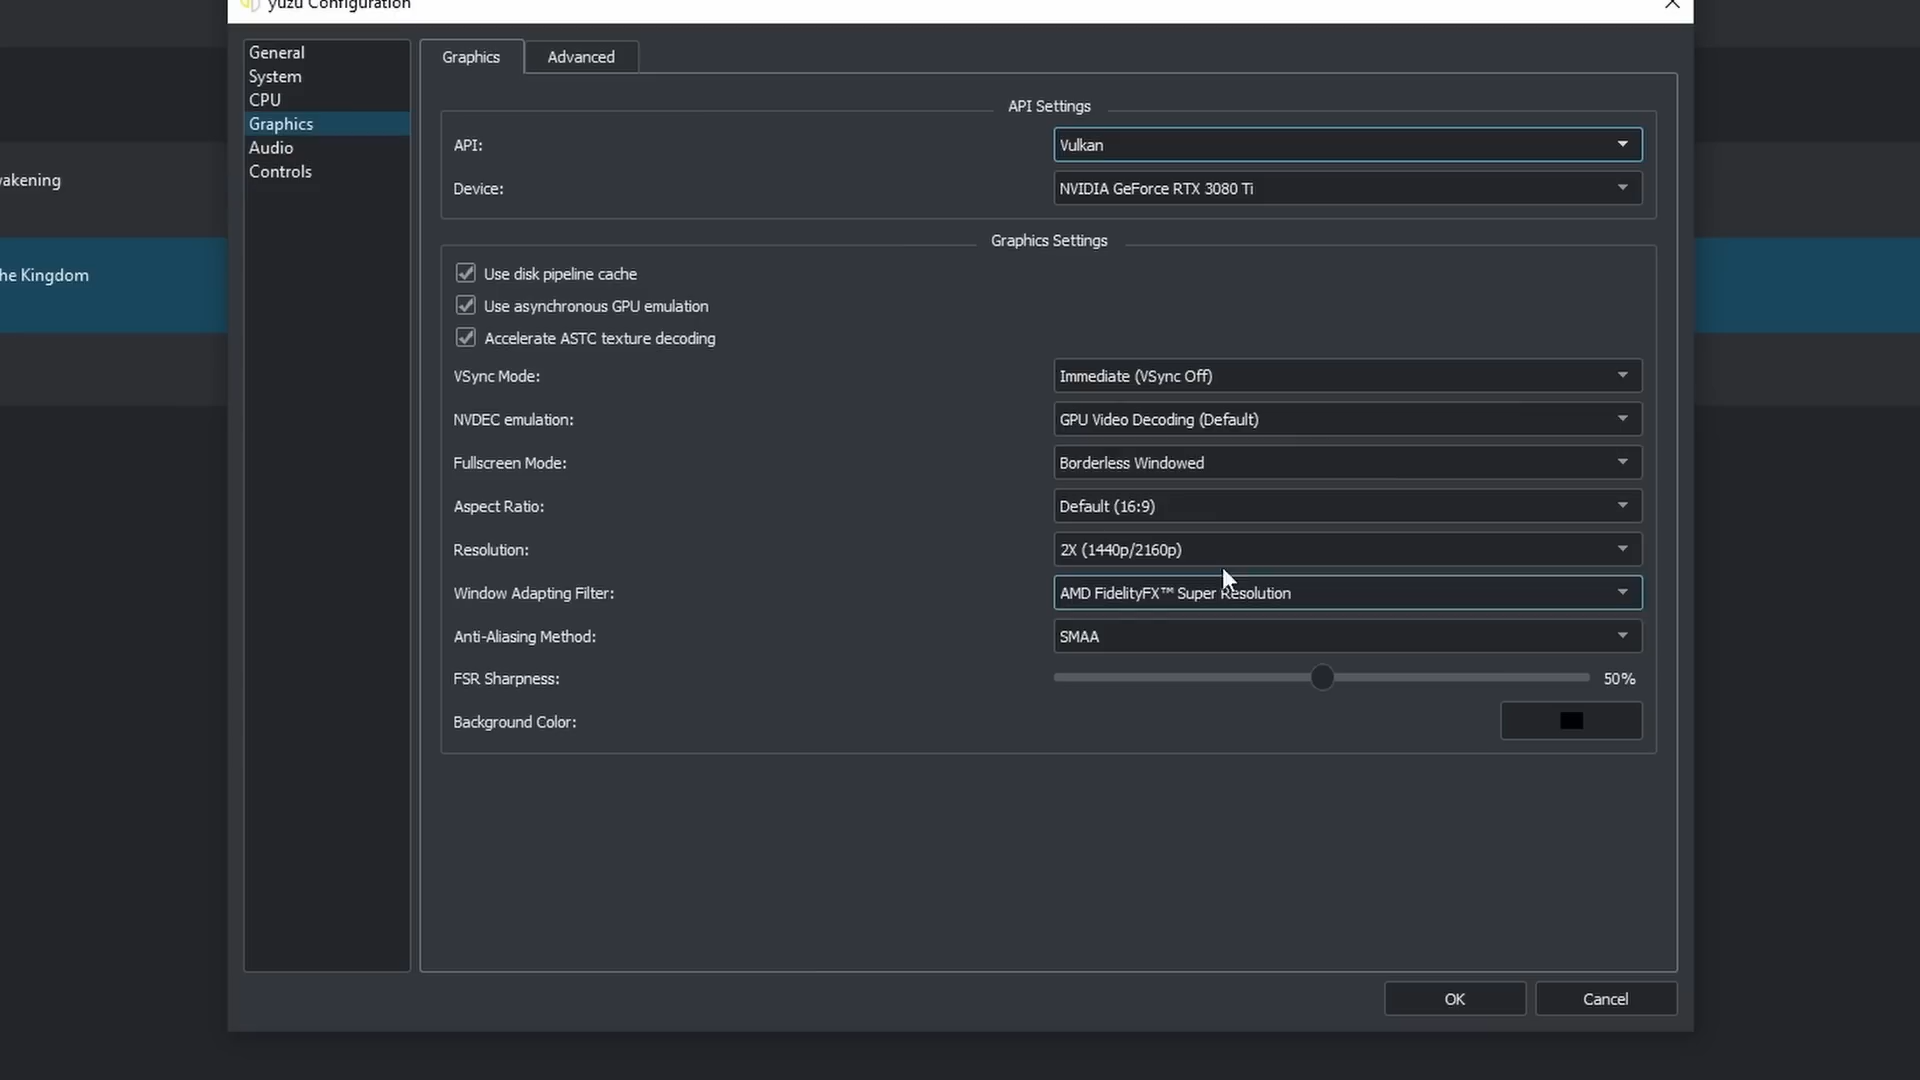 yuzu Configuration
General
System
CPU
Graphics
Audio
Controls
wakening
he Kingdom
Graphics
Advanced
API Settings
API:
Vulkan
Device:
NVIDIA GeForce RTX 3080 Ti
Graphics Settings
Use disk pipeline cache
Use asynchronous GPU emulation
Accelerate ASTC texture decoding
VSync Mode:
Immediate (VSync Off)
NVDEC emulation:
GPU Video Decoding (Default)
Fullscreen Mode:
Borderless Windowed
Aspect Ratio:
Default (16:9)
Resolution:
2X (1440p/2160p)
Window Adapting Filter:
AMD FidelityFX™ Super Resolution
Anti-Aliasing Method:
SMAA
FSR Sharpness:
50%
Background Color:
OK
Cancel